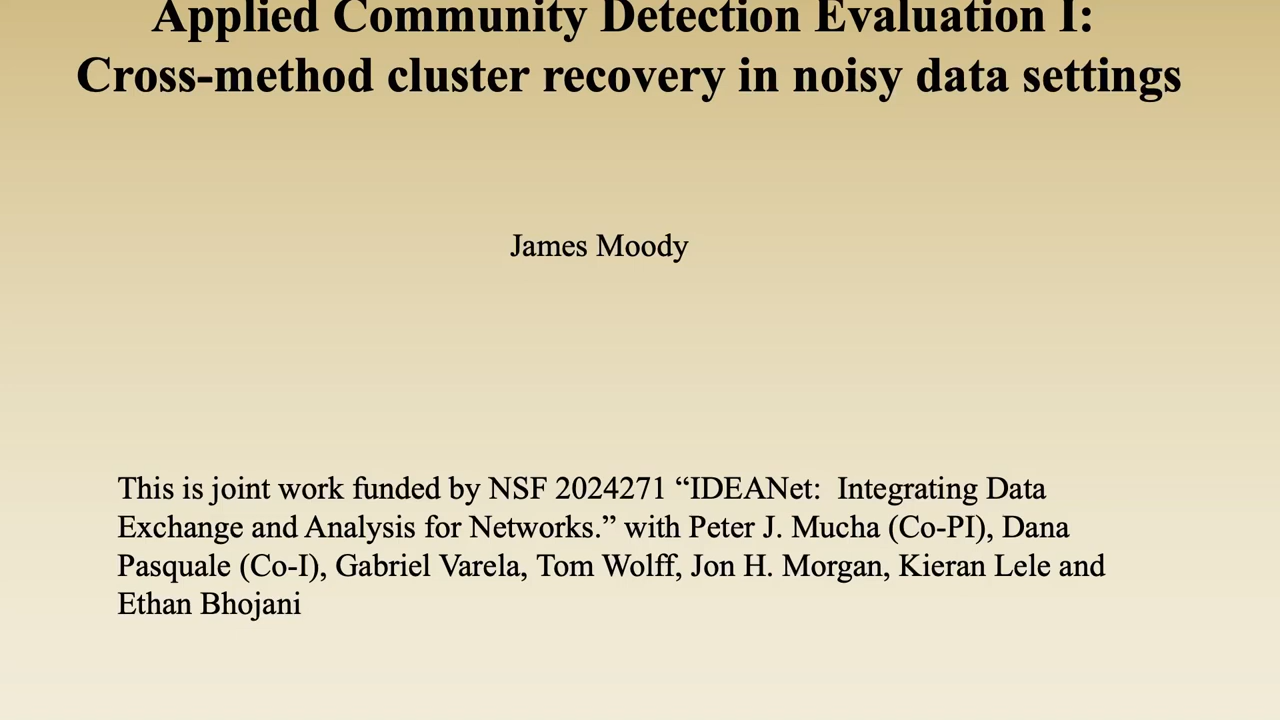 Applied Community Detection Evaluation I:
Cross-method cluster recovery in noisy data settings
James Moody
This is joint work funded by NSF 2024271 “IDEANet:  Integrating Data
Exchange and Analysis for Networks.” with Peter J. Mucha (Co-PI), Dana
Pasquale (Co-I), Gabriel Varela, Tom Wolff, Jon H. Morgan, Kieran Lele and
Ethan Bhojani